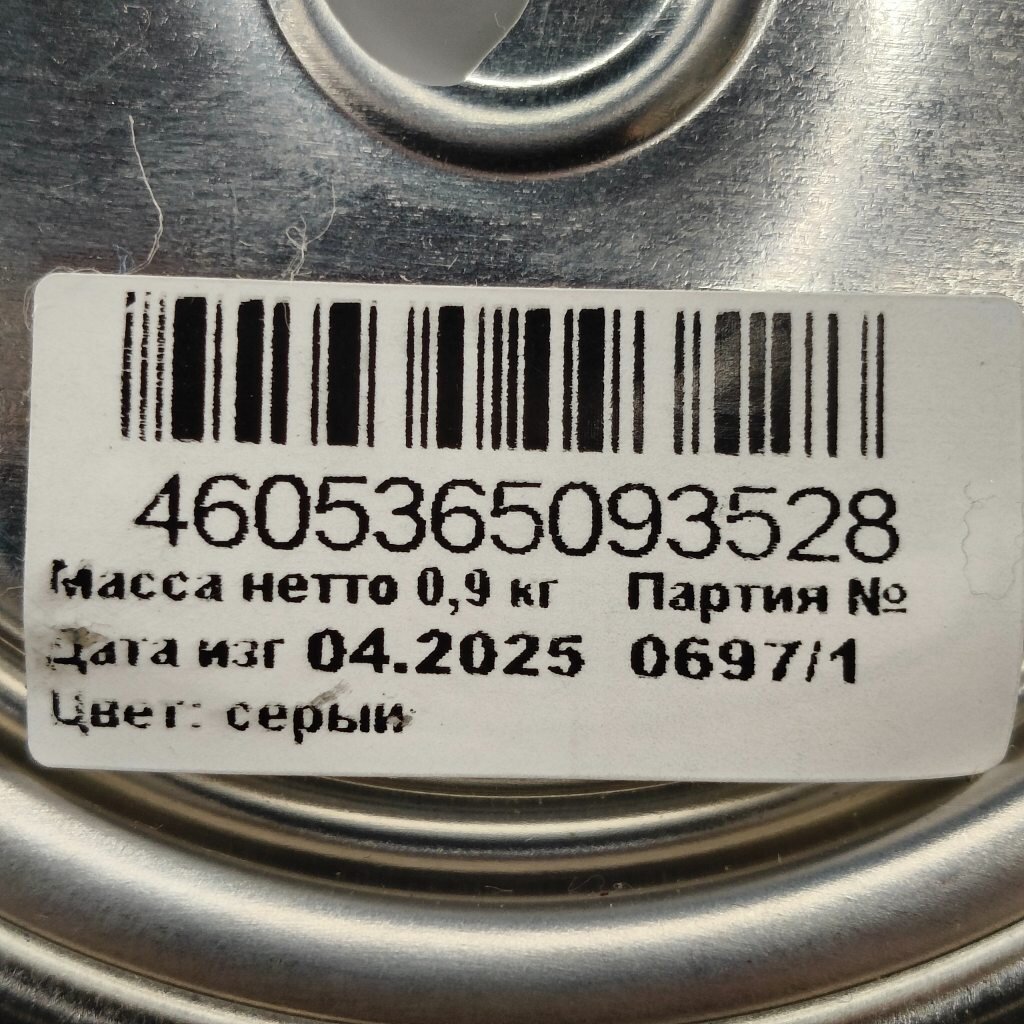 4605365093528
Масса нетто 0,9 кг Партия №
Дата изг 04.2025 0697/1
Цвет: серый